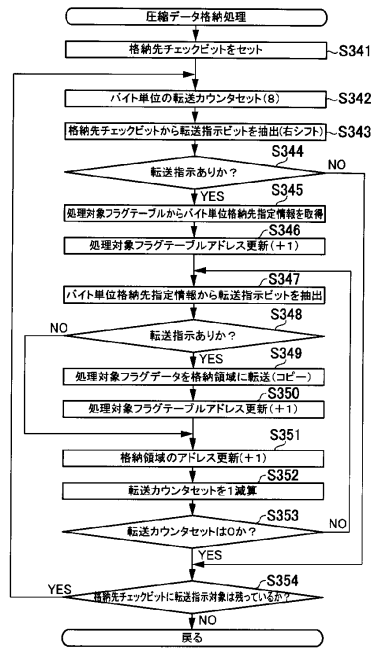 圧縮データ格納処理
格納先チェックビットをセット
S341
バイト単位の転送カウンタセット(8)
S342
格納先チェックビットから転送指示ビットを抽出(右シフト)
S343
S344
転送指示ありか?
NO
YES
S345
処理対象フラグテーブルからバイト単位格納先指定情報を取得
S346
処理対象フラグテーブルアドレス更新(+1)
S347
バイト単位格納先指定情報から転送指示ビットを抽出
S348
NO
転送指示ありか?
YES
S349
処理対象フラグデータを格納領域に転送(コピー)
S350
処理対象フラグテーブルアドレス更新(+1)
S351
格納領域のアドレス更新(+1)
S352
転送カウンタセットを1減算
S353
転送カウンタセットは0か?
NO
YES
S354
YES
格納先チェックビットに転送指示対象は残っているか?
NO
戻る